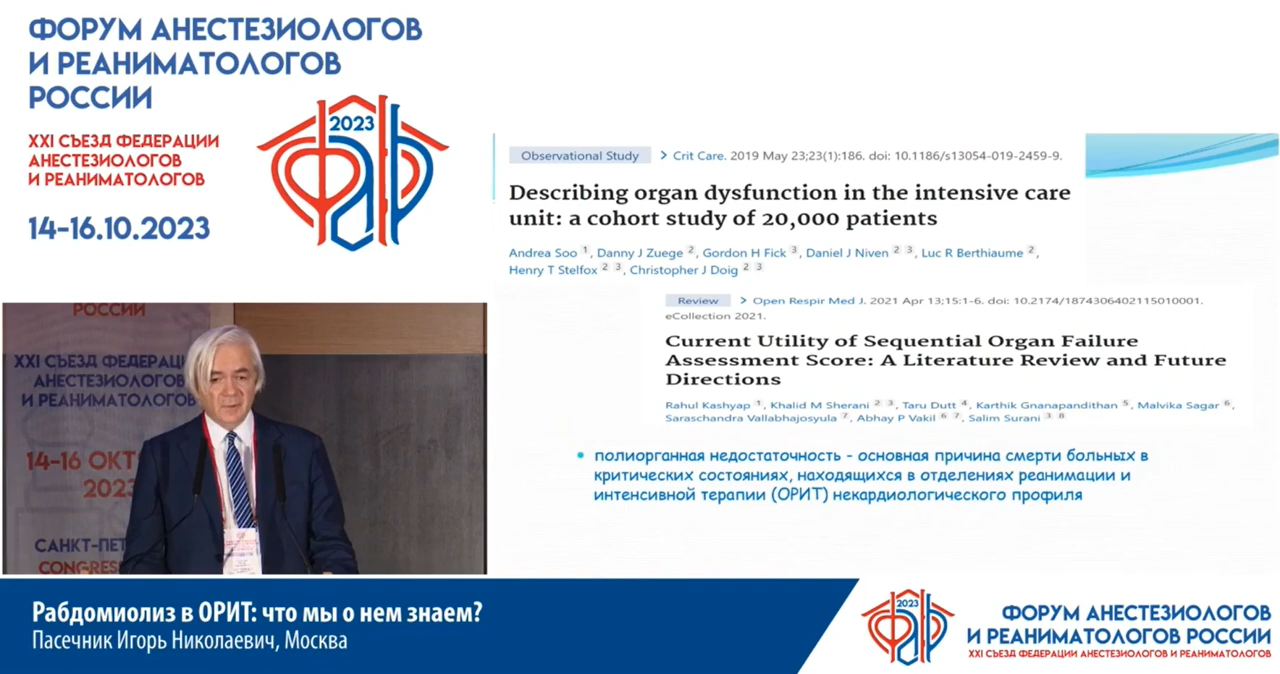 ФОРУМ АНЕСТЕЗИОЛОГОВ
И РЕАНИМАТОЛОГОВ
РОССИИ
XXI СЪЕЗД ФЕДЕРАЦИИ
АНЕСТЕЗИОЛОГОВ
И РЕАНИМАТОЛОГОВ
14-16.10.2023
2023
ФАР
Observational Study > Crit Care. 2019 May 23;23(1):186. doi: 10.1186/s13054-019-2459-9.
Describing organ dysfunction in the intensive care
unit: a cohort study of 20,000 patients
Andrea Soo 1, Danny J Zuege 2, Gordon H Fick 3, Daniel J Niven 2 3, Luc R Berthiaume 2,
Henry T Stelfox 2 3, Christopher J Doig 2 3
Review > Open Respir Med J. 2021 Apr 13;15:1-6. doi: 10.2174/1874306402115010001.
eCollection 2021.
Current Utility of Sequential Organ Failure
Assessment Score: A Literature Review and Future
Directions
Rahul Kashyap 1, Khalid M Sherani 2 3, Taru Dutt 4, Karthik Gnanapandithan 5, Malvika Sagar 6,
Saraschandra Vallabhajosyula 7, Abhay P Vakil 6 7, Salim Surani 3 8
• полиорганная недостаточность - основная причина смерти больных в
критических состояниях, находящихся в отделениях реанимации и
интенсивной терапии (ОРИТ) некардиологического профиля
РОССИИ
XXI СЪЕЗД ФЕДЕРАЦИ
АНЕСТЕЗИОЛОГОВ
И РЕАНИМАТОЛОГОВ
14-16 ОКТ
2023
САНКТ-ПЕТ
CONGRES
Рабдомиолиз в ОРИТ: что мы о нем знаем?
Пасечник Игорь Николаевич, Москва
2023
ФАР
ФОРУМ АНЕСТЕЗИОЛОГОВ
И РЕАНИМАТОЛОГОВ РОССИИ
XXI СЪЕЗД ФЕДЕРАЦИИ АНЕСТЕЗИОЛОГОВ И РЕАНИМАТОЛОГОВ